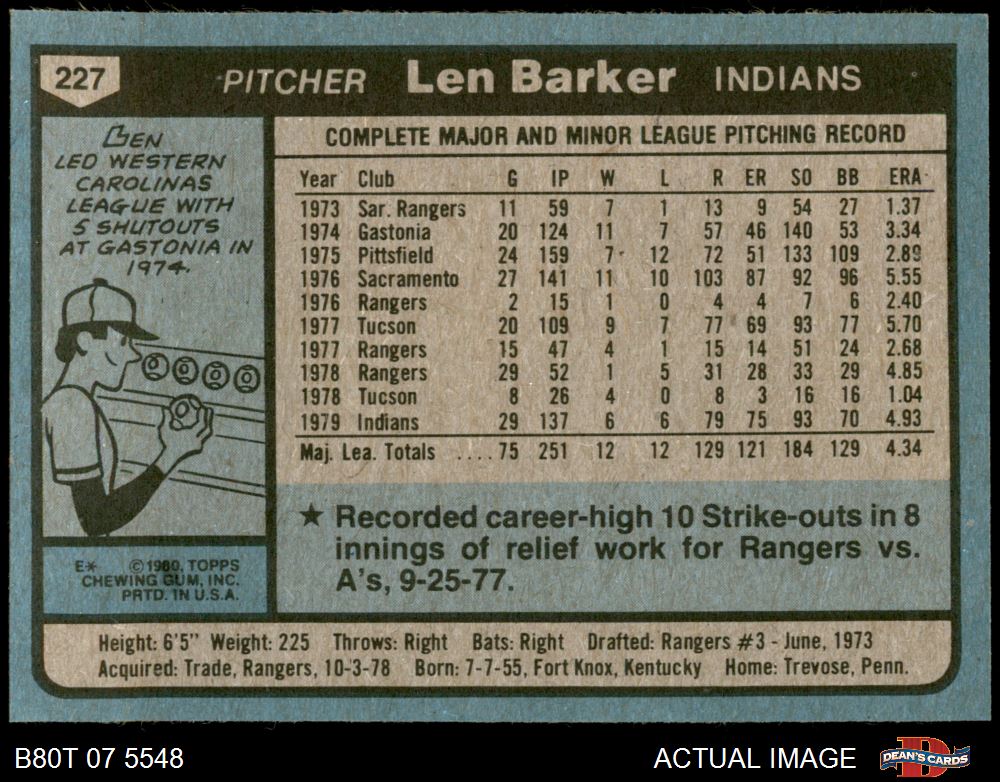 227 PITCHER Len Barker INDIANS
LEN
LED WESTERN
CAROLINAS
LEAGUE WITH
5 SHUTOUTS
AT GASTONIA IN
1974.
COMPLETE MAJOR AND MINOR LEAGUE PITCHING RECORD
Year Club G IP W L R ER SO BB ERA
1973 Sar. Rangers 11 59 7 1 13 9 54 27 1.37
1974 Gastonia 20 124 11 7 57 46 140 53 3.34
1975 Pittsfield 24 159 7 12 72 51 133 109 2.89
1976 Sacramento 27 141 11 10 103 87 92 96 5.55
1976 Rangers 2 15 1 0 4 4 7 6 2.40
1977 Tucson 20 109 9 7 77 69 93 77 5.70
1977 Rangers 15 47 4 1 15 14 51 24 2.68
1978 Rangers 29 52 1 5 31 28 33 29 4.85
1978 Tucson 8 26 4 0 8 3 16 16 1.04
1979 Indians 29 137 6 6 79 75 93 70 4.93
Maj. Lea. Totals .... 75 251 12 12 129 121 184 129 4.34
★ Recorded career-high 10 Strike-outs in 8
innings of relief work for Rangers vs.
A's, 9-25-77.
E* © 1980, TOPPS
CHEWING GUM, INC.
PRTD. IN U.S.A.
Height: 6'5" Weight: 225 Throws: Right Bats: Right Drafted: Rangers #3 - June, 1973
Acquired: Trade, Rangers, 10-3-78 Born: 7-7-55, Fort Knox, Kentucky Home: Trevose, Penn.
B80T 07 5548 ACTUAL IMAGE DEAN'S CARDS